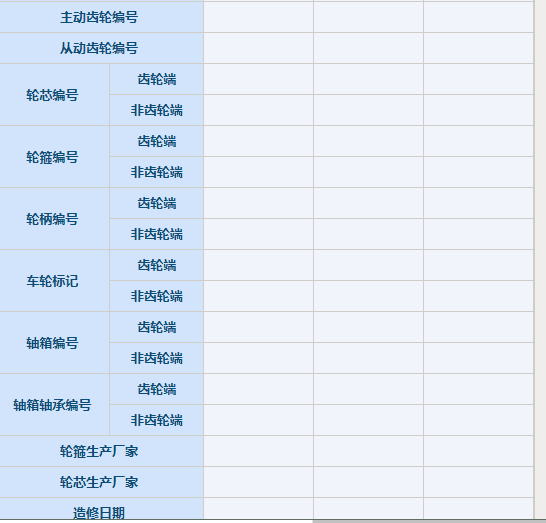 主动齿轮编号
从动齿轮编号
轮芯编号
齿轮端
非齿轮端
轮箍编号
齿轮端
非齿轮端
轮柄编号
齿轮端
非齿轮端
车轮标记
齿轮端
非齿轮端
轴箱编号
齿轮端
非齿轮端
轴箱轴承编号
齿轮端
非齿轮端
轮箍生产厂家
轮芯生产厂家
造修日期